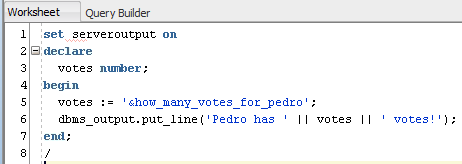 Worksheet Query Builder
1 set serveroutput on
2 declare
3 votes number;
4 begin
5 votes := '&how_many_votes_for_pedro';
6 dbms_output.put_line('Pedro has ' || votes || ' votes!');
7 end;
8 /